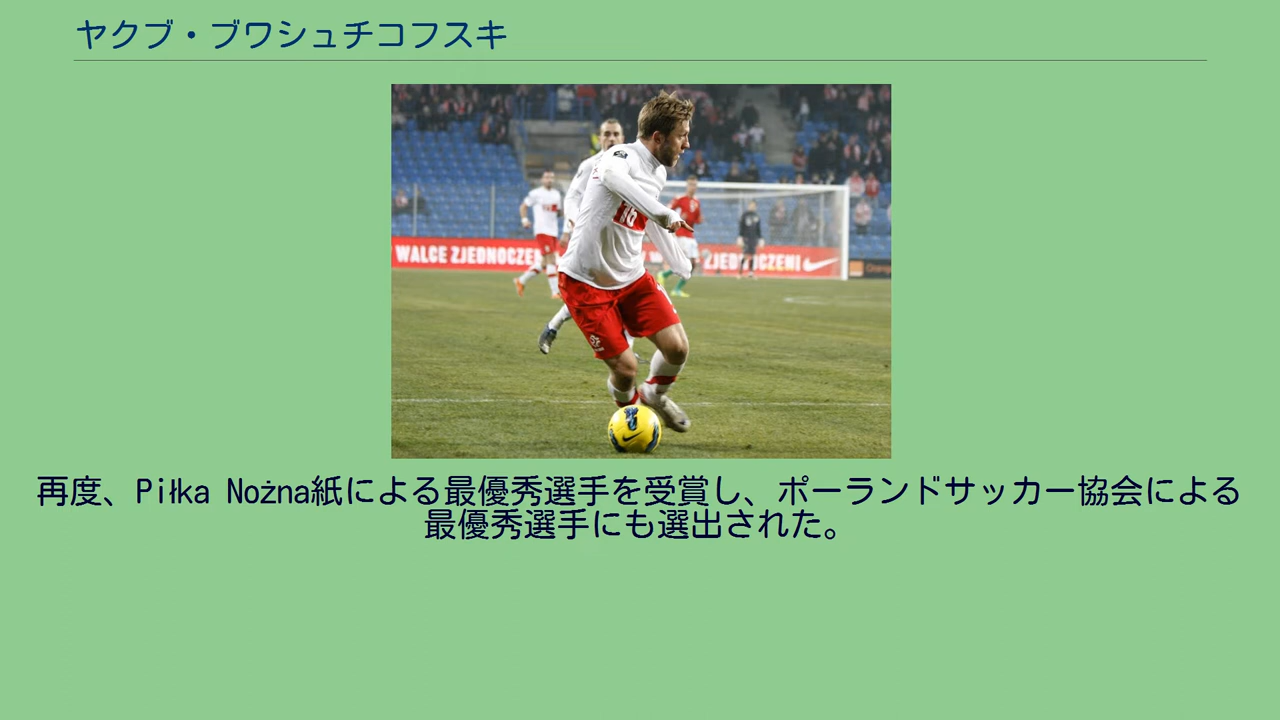 ヤクブ・ブワシュチコフスキ
16
WALCE ZJEDNOCZEN
ZJEDNOCZENI
再度、Piłka Nożna紙による最優秀選手を受賞し、ポーランドサッカー協会による
最優秀選手にも選出された。